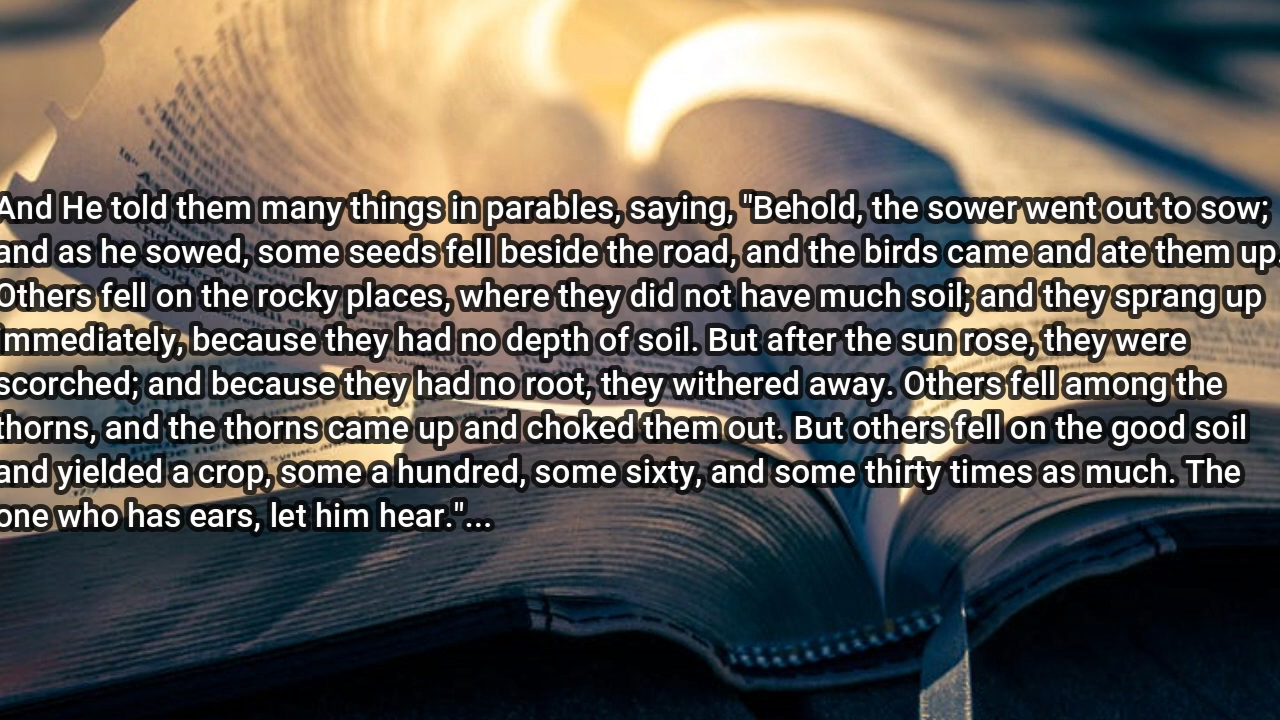 And He told them many things in parables, saying, "Behold, the sower went out to sow;
and as he sowed, some seeds fell beside the road, and the birds came and ate them up.
Others fell on the rocky places, where they did not have much soil; and they sprang up
immediately, because they had no depth of soil. But after the sun rose, they were
scorched; and because they had no root, they withered away. Others fell among the
thorns, and the thorns came up and choked them out. But others fell on the good soil
and yielded a crop, some a hundred, some sixty, and some thirty times as much. The
one who has ears, let him hear."...